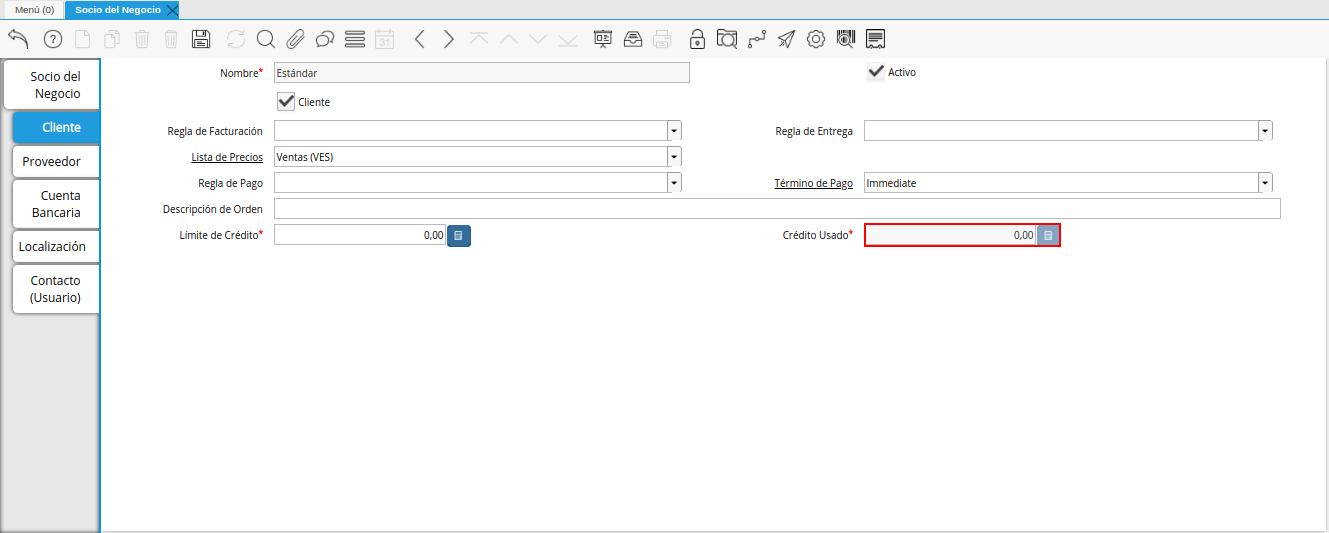 Menú (0)
Socio del Negocio
31
Socio del
Negocio
Cliente
Proveedor
Cuenta
Bancaria
Localización
Contacto
(Usuario)
Nombre* Estándar Activo
Cliente
Regla de Facturación Regla de Entrega
Lista de Precios Ventas (VES)
Regla de Pago Término de Pago Immediate
Descripción de Orden
Límite de Crédito* 0,00 Crédito Usado* 0,00